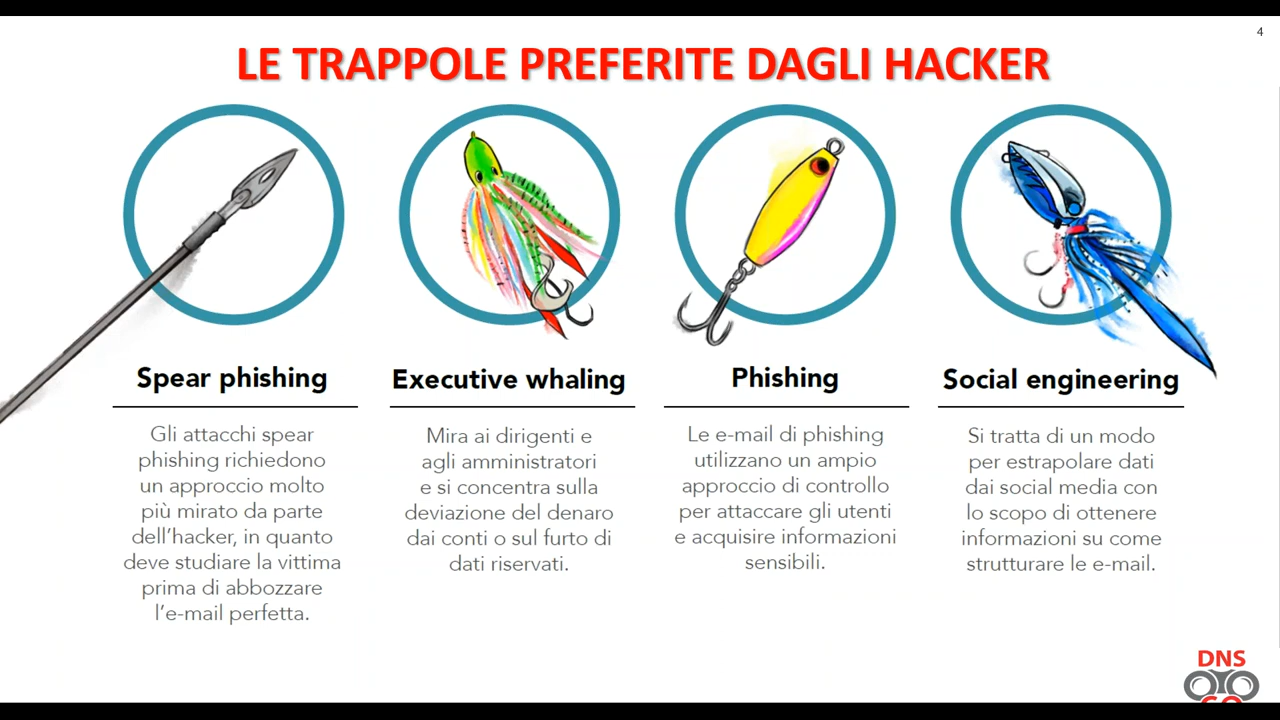 4
LE TRAPPOLE PREFERITE DAGLI HACKER
Spear phishing
Gli attacchi spear
phishing richiedono
un approccio molto
più mirato da parte
dell'hacker, in quanto
deve studiare la vittima
prima di abbozzare
l'e-mail perfetta.
Executive whaling
Mira ai dirigenti e
agli amministratori
e si concentra sulla
deviazione del denaro
dai conti o sul furto di
dati riservati.
Phishing
Le e-mail di phishing
utilizzano un ampio
approccio di controllo
per attaccare gli utenti
e acquisire informazioni
sensibili.
Social engineering
Si tratta di un modo
per estrapolare dati
dai social media con
lo scopo di ottenere
informazioni su come
strutturare le e-mail.
DNS